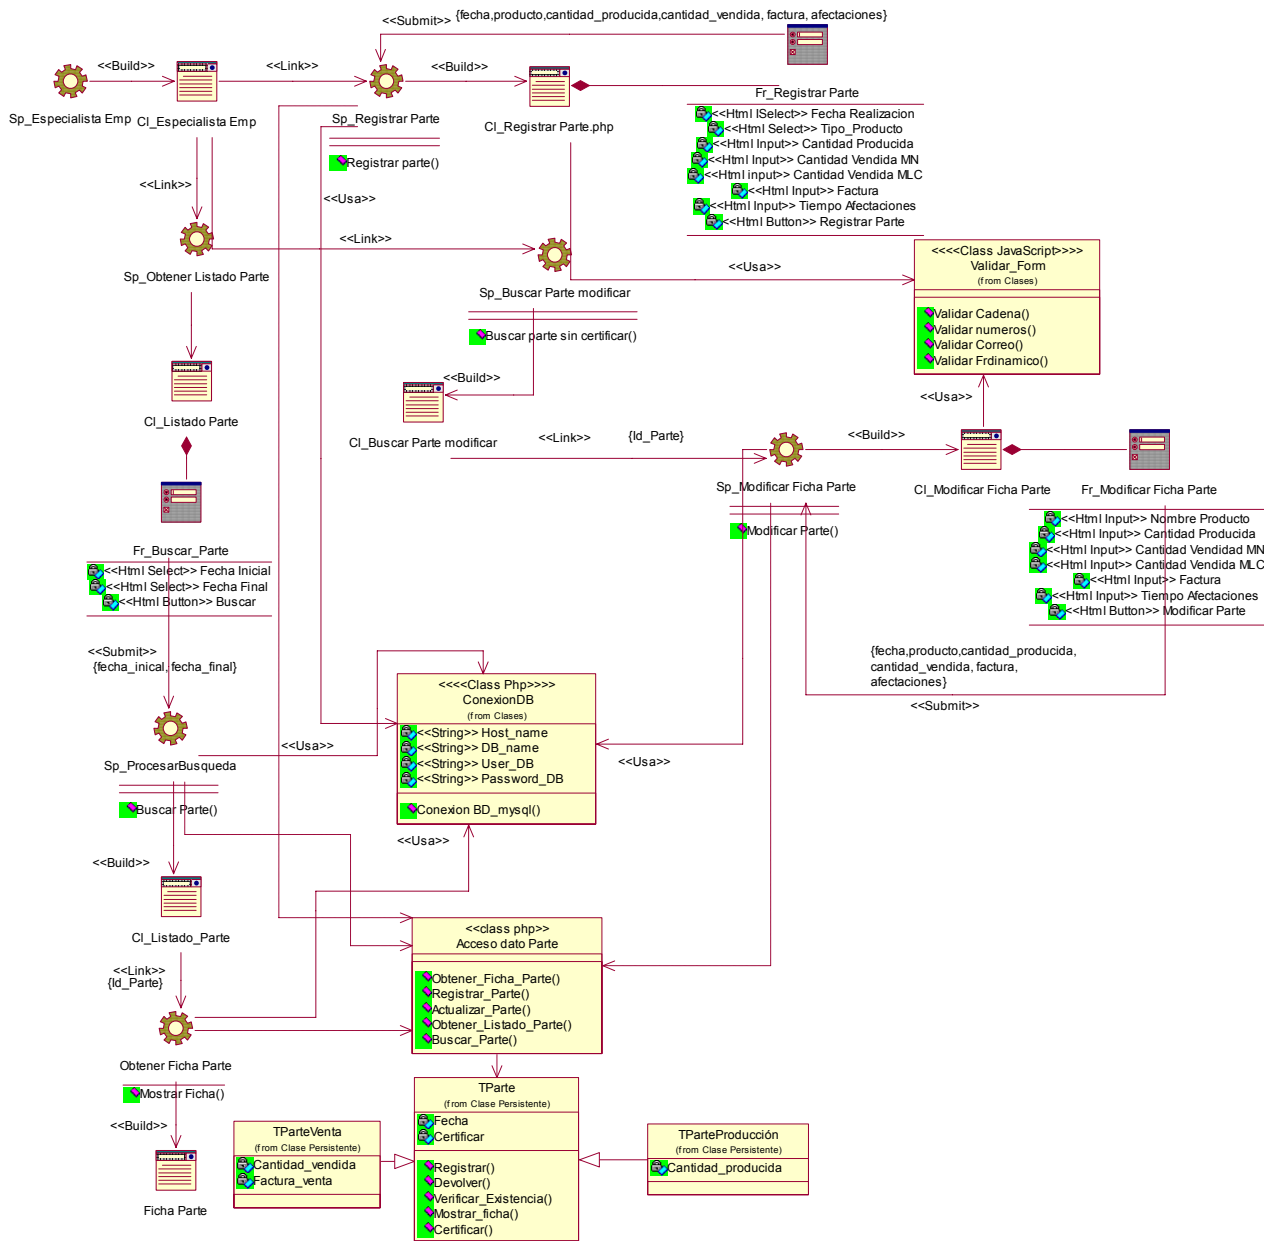 <<Submit>>
{fecha,producto,cantidad_producida,cantidad_vendida, factura, afectaciones}
<<Build>>
<<Link>>
<<Build>>
Sp_Especialista Emp
Cl_Especialista Emp
Sp_Registrar Parte
Registrar parte()
Cl_Registrar Parte.php
Fr_Registrar Parte
<<Html lSelect>> Fecha Realizacion
<<Html Select>> Tipo_Producto
<<Html Input>> Cantidad Producida
<<Html Input>> Cantidad Vendida MN
<<Html input>> Cantidad Vendida MLC
<<Html Input>> Factura
<<Html Input>> Tiempo Afectaciones
<<Html Button>> Registrar Parte
<<Link>>
<<Usa>>
<<Link>>
Sp_Obtener Listado Parte
Sp_Buscar Parte modificar
Buscar parte sin certificar()
<<Usa>>
<<<<Class JavaScript>>>>
Validar_Form
(from Clases)
Validar Cadena()
Validar numeros()
Validar Correo()
Validar Frdinamico()
<<Build>>
<<Usa>>
Cl_Listado Parte
Cl_Buscar Parte modificar
<<Link>>
{Id_Parte}
<<Build>>
Sp_Modificar Ficha Parte
Modificar Parte()
Cl_Modificar Ficha Parte
Fr_Modificar Ficha Parte
<<Html Input>> Nombre Producto
<<Html Input>> Cantidad Producida
<<Html Input>> Cantidad Vendidad MN
<<Html Input>> Cantidad Vendida MLC
<<Html Input>> Factura
<<Html Input>> Tiempo Afectaciones
<<Html Button>> Modificar Parte
Fr_Buscar_Parte
<<Html Select>> Fecha Inicial
<<Html Select>> Fecha Final
<<Html Button>> Buscar
<<Submit>>
{fecha_inical, fecha_final}
{fecha,producto,cantidad_producida,
cantidad_vendida, factura,
afectaciones}
<<Submit>>
<<<<Class Php>>>>
ConexionDB
(from Clases)
<<String>> Host_name
<<String>> DB_name
<<String>> User_DB
<<String>> Password_DB
Conexion BD_mysql()
<<Usa>>
<<Usa>>
Sp_ProcesarBusqueda
Buscar Parte()
<<Usa>>
<<Build>>
Cl_Listado_Parte
<<class php>>
Acceso dato Parte
Obtener_Ficha_Parte()
Registrar_Parte()
Actualizar_Parte()
Obtener_Listado_Parte()
Buscar_Parte()
<<Link>>
{Id_Parte}
Obtener Ficha Parte
Mostrar Ficha()
<<Build>>
Ficha Parte
TParte
(from Clase Persistente)
Fecha
Certificar
Registrar()
Devolver()
Verificar_Existencia()
Mostrar_ficha()
Certificar()
TParteVenta
(from Clase Persistente)
Cantidad_vendida
Factura_venta
TParteProducción
(from Clase Persistente)
Cantidad_producida